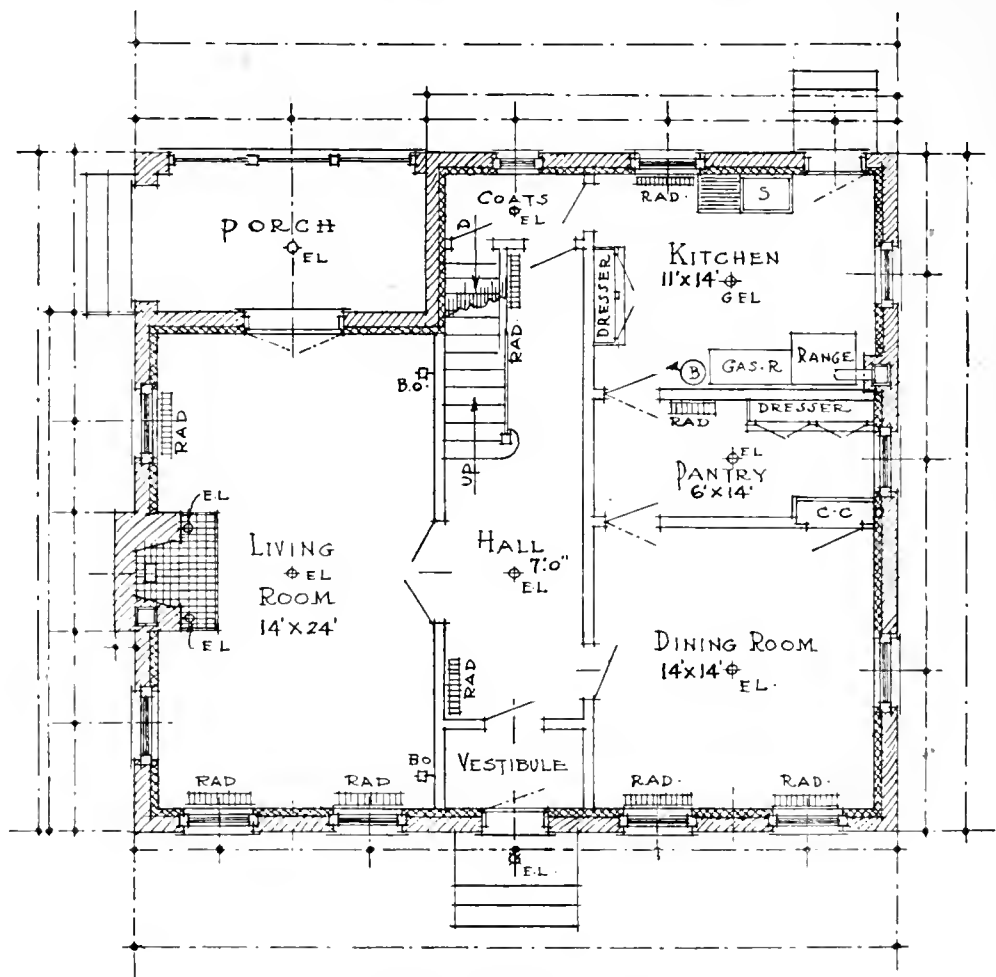 PORCH
EL
COATS
EL
D
RAD.
S
KITCHEN
11'x14'
GEL
DRESSER
RAD
B.O.
B
GAS-R
RANGE
RAD
DRESSER
RAD
EL
PANTRY
6'x14'
UP
C-C
E.L
LIVING
ROOM
EL
14'x24'
EL
HALL
7'.0"
E.L
DINING ROOM
14'x14'
EL.
RAD
BO
VESTIBULE
RAD
RAD
RAD.
RAD.
E.L.